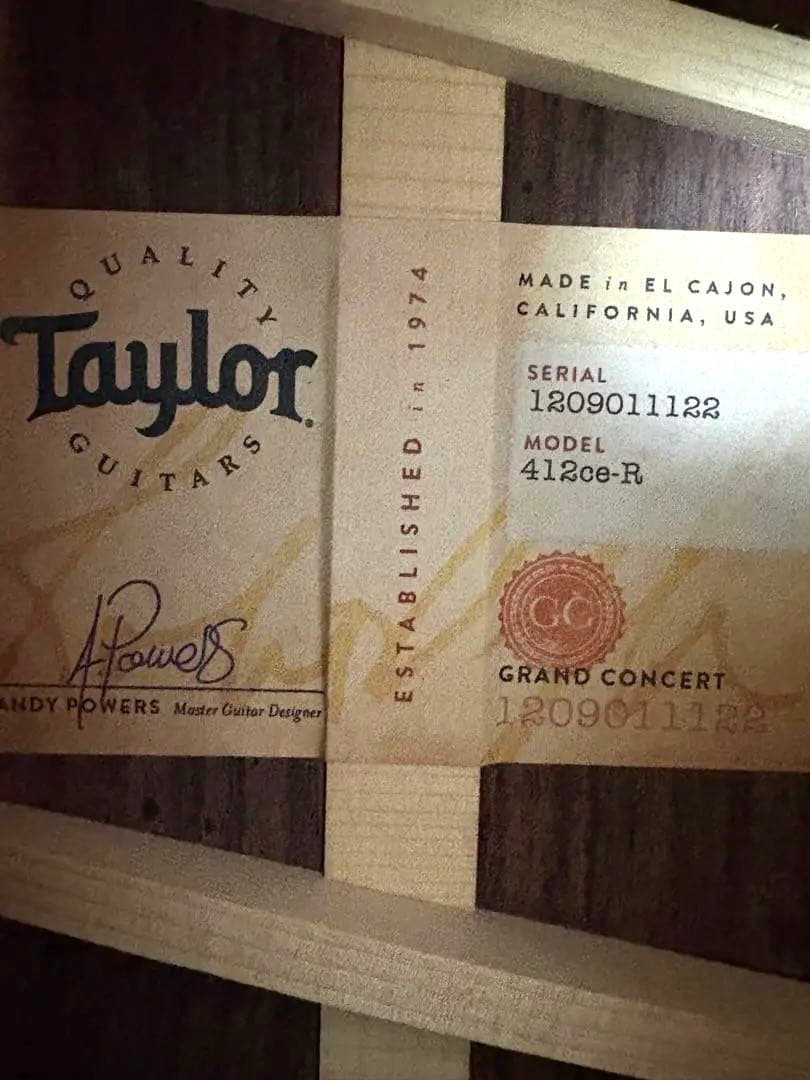 QUALITY
Taylor
GUITARS
A.Powers
ANDY POWERS Master Guitar Designer
ESTABLISHED in 1974
MADE in EL CAJON,
CALIFORNIA, USA
SERIAL
1209011122
MODEL
412ce-R
GC
GRAND CONCERT
1209011122